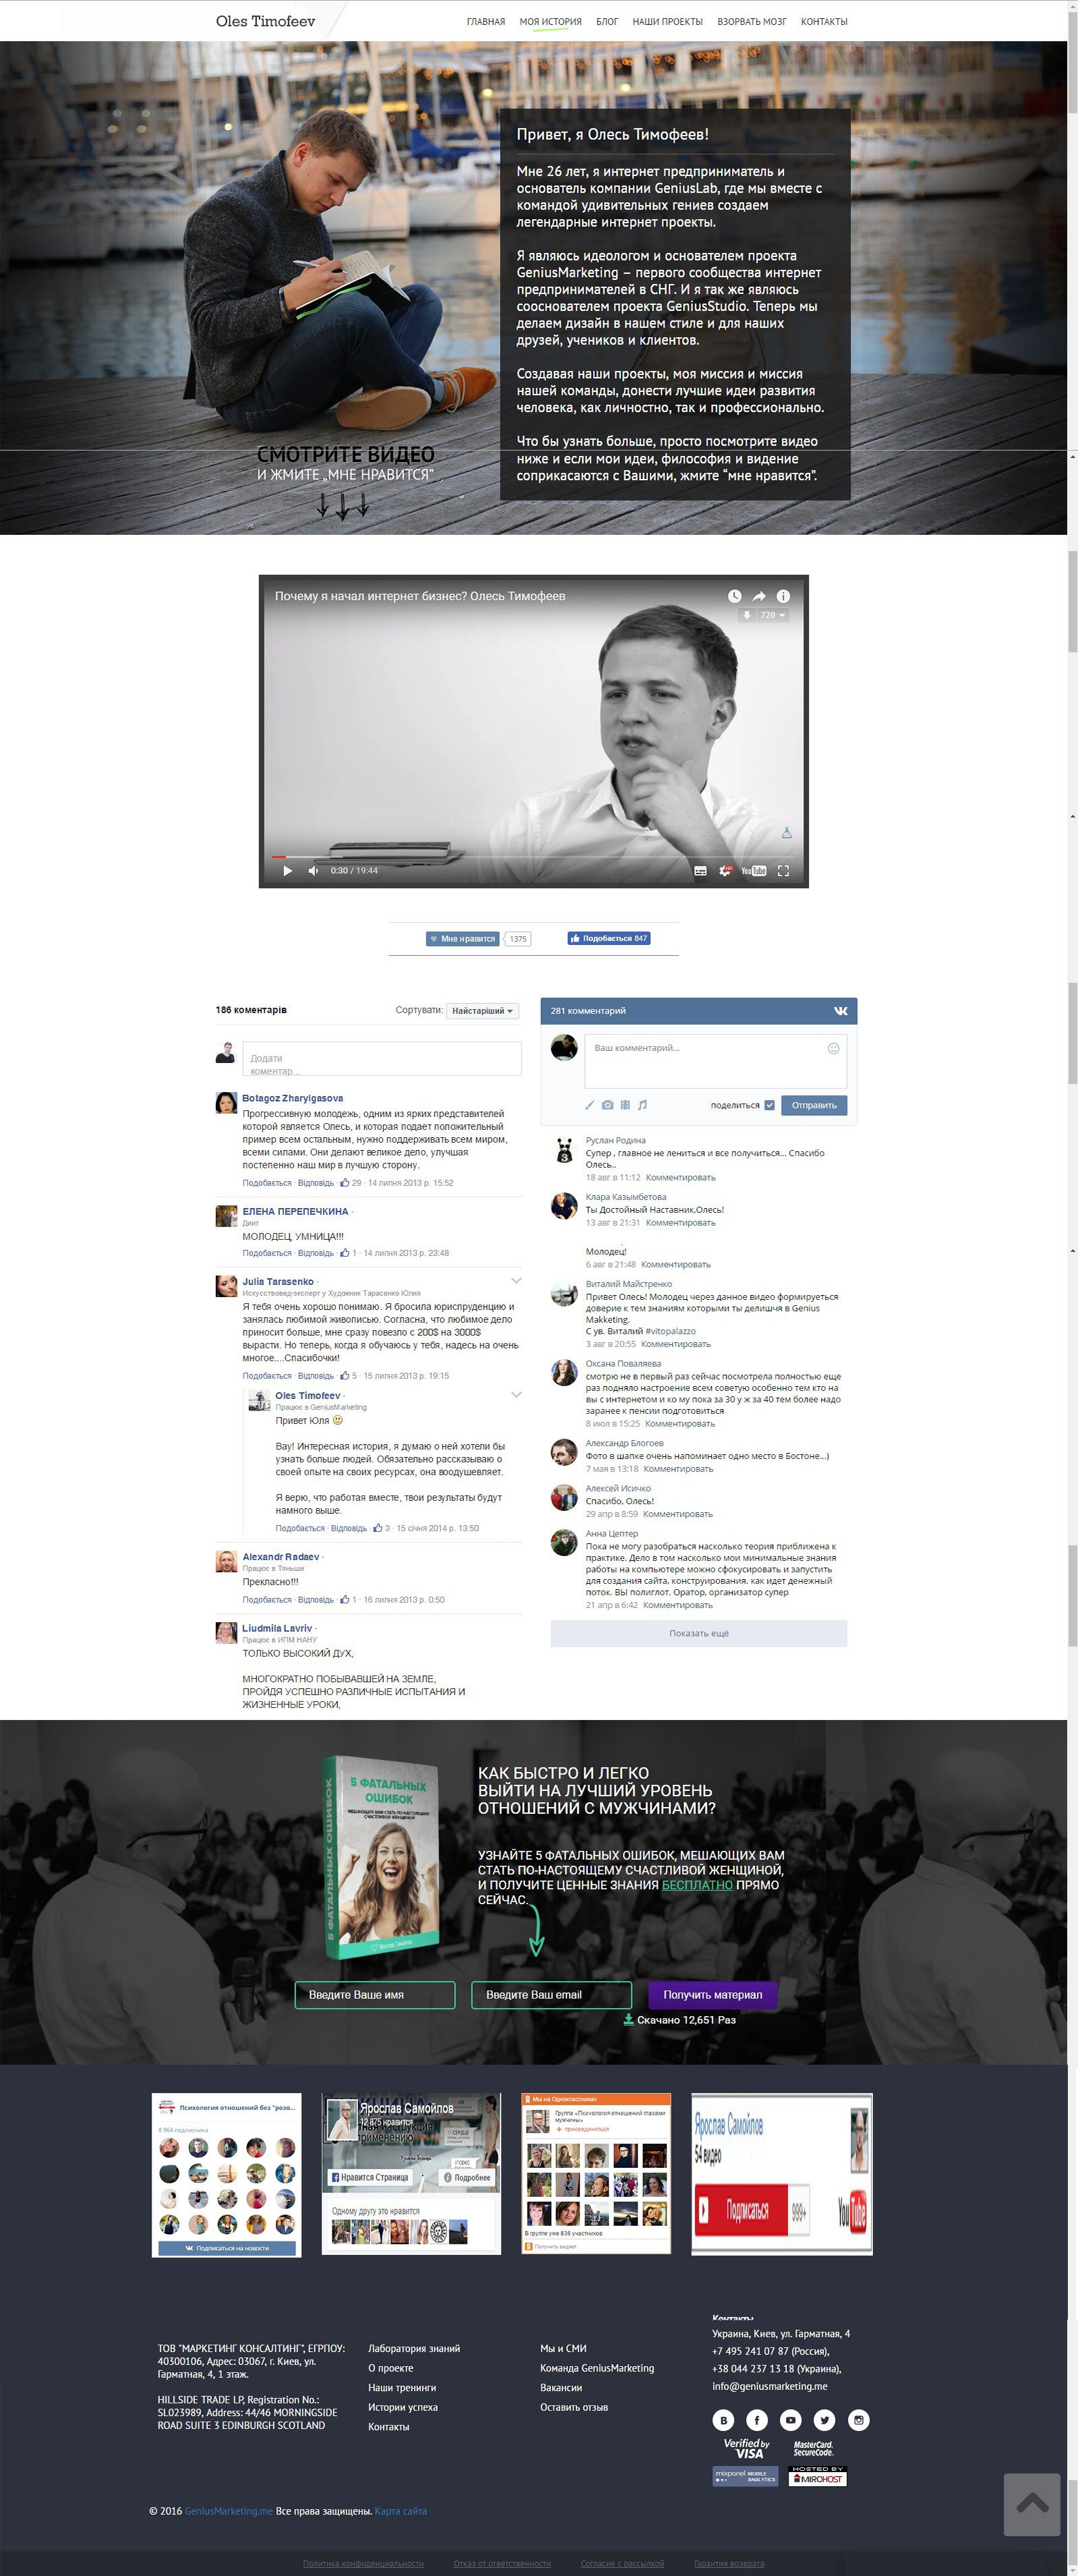 Oles Timofeev
ГЛАВНАЯ МОЯ ИСТОРИЯ БЛОГ НАШИ ПРОЕКТЫ ВЗОРВАТЬ МОЗГ КОНТАКТЫ
Привет, я Олесь Тимофеев!
Мне 26 лет, я интернет предприниматель и
основатель компании GeniusLab, где мы вместе с
командой удивительных гениев создаем
легендарные интернет проекты.
Я являюсь идеологом и основателем проекта
GeniusMarketing – первого сообщества интернет
предпринимателей в СНГ. И я так же являюсь
сооснователем проекта GeniusStudio. Теперь мы
делаем дизайн в нашем стиле и для наших
друзей, учеников и клиентов.
Создавая наши проекты, моя миссия и миссия
нашей команды, донести лучшие идеи развития
человека, как личностно, так и профессионально.
Что бы узнать больше, просто посмотрите видео
ниже и если мои идеи, философия и видение
соприкасаются с Вашими, жмите “мне нравится”.
СМОТРИТЕ ВИДЕО
И ЖМИТЕ „МНЕ НРАВИТСЯ”
Почему я начал интернет бизнес? Олесь Тимофеев
720
0:30 / 19:44
HD
YouTube
Мне нравится 1375
Подобається 847
186 коментарів
Сортувати: Найстаріший
Додати
коментар...
Botagoz Zharylgasova
Прогрессивную молодежь, одним из ярких представителей
которой является Олесь, и которая подает положительный
пример всем остальным, нужно поддерживать всем миром,
всеми силами. Они делают великое дело, улучшая
постепенно наш мир в лучшую сторону.
Подобається · Відповідь · 29 · 14 липня 2013 р. 15:52
ЕЛЕНА ПЕРЕПЕЧКИНА ·
Диит
МОЛОДЕЦ, УМНИЦА!!!
Подобається · Відповідь · 1 · 14 липня 2013 р. 23:48
Julia Tarasenko ·
Искусствовед-эксперт у Художник Тарасенко Юлия
Я тебя очень хорошо понимаю. Я бросила юриспруденцию и
занялась любимой живописью. Согласна, что любимое дело
приносит больше, мне сразу повезло с 200$ на 3000$
вырасти. Но теперь, когда я обучаюсь у тебя, надесь на очень
многое....Спасибочки!
Подобається · Відповідь · 5 · 15 липня 2013 р. 19:15
Oles Timofeev ·
Працює в GeniusMarketing
Привет Юля
Вау! Интересная история, я думаю о ней хотели бы
узнать больше людей. Обязательно рассказываю о
своей опыте на своих ресурсах, она воодушевляет.
Я верю, что работая вместе, твои результаты будут
намного выше.
Подобається · Відповідь · 3 · 15 січня 2014 р. 13:50
Alexandr Radaev ·
Працює в Тяньши
Прекласно!!!
Подобається · Відповідь · 1 · 16 липня 2013 р. 0:50
Liudmila Lavriv ·
Працює в ИПМ НАНУ
ТОЛЬКО ВЫСОКИЙ ДУХ,
МНОГОКРАТНО ПОБЫВАВШЕЙ НА ЗЕМЛЕ,
ПРОЙДЯ УСПЕШНО РАЗЛИЧНЫЕ ИСПЫТАНИЯ И
ЖИЗНЕННЫЕ УРОКИ,
281 комментарий
Ваш комментарий...
поделиться Отправить
Руслан Родина
Супер , главное не лениться и все получиться... Спасибо
Олесь..
18 авг в 11:12 Комментировать
Клара Казымбетова
Ты Достойный Наставник,Олесь!
13 авг в 21:31 Комментировать
Молодец!
6 авг в 21:48 Комментировать
Виталий Майстренко
Привет Олесь! Молодец через данное видео формируеться
доверие к тем знаниям которыми ты делишчя в Genius
Makketing.
С ув. Виталий #vitopalazzo
3 авг в 20:55 Комментировать
Оксана Поваляева
смотрю не в первый раз сейчас посмотрела полностью еще
раз подняло настроение всем советую особенно тем кто на
вы с интернетом и ко му пока за 30 у ж за 40 тем более надо
заранее к пенсии подготовиться
8 июл в 15:25 Комментировать
Александр Блогоев
Фото в шапке очень напоминает одно место в Бостоне...)
7 мая в 13:18 Комментировать
Алексей Исичко
Спасибо, Олесь!
29 апр в 8:59 Комментировать
Анна Цептер
Пока не могу разобраться насколько теория приближена к
практике. Дело в том насколько мои минимальные знания
работы на компьютере можно сфокусировать и запустить
для создания сайта, конструирования. как идет денежный
поток. ВЫ полиглот. Оратор, организатор супер
21 апр в 6:42 Комментировать
Показать ещё
5 ФАТАЛЬНЫХ ОШИБОК
5 ФАТАЛЬНЫХ
ОШИБОК
МЕШАЮЩИХ ВАМ СТАТЬ ПО-НАСТОЯЩЕМУ
СЧАСТЛИВОЙ ЖЕНЩИНОЙ
Ярослав Самойлов
КАК БЫСТРО И ЛЕГКО
ВЫЙТИ НА ЛУЧШИЙ УРОВЕНЬ
ОТНОШЕНИЙ С МУЖЧИНАМИ?
УЗНАЙТЕ 5 ФАТАЛЬНЫХ ОШИБОК, МЕШАЮЩИХ ВАМ
СТАТЬ ПО-НАСТОЯЩЕМУ СЧАСТЛИВОЙ ЖЕНЩИНОЙ,
И ПОЛУЧИТЕ ЦЕННЫЕ ЗНАНИЯ БЕСПЛАТНО ПРЯМО
СЕЙЧАС.
Введите Ваше имя Введите Ваш email Получить материал
Скачано 12,651 Раз
Психология отношений без "розо...
8 964 подписчика
Подписаться на новости
Ярослав Самойлов
12 875 нравится
Нравится Страница Подробнее
Одному другу это нравится
Мы на Одноклассниках
Группа «Психология отношений глазами
мужчины»
+ присоединиться
В группе уже 836 участников
Получить виджет
Ярослав Самойлов
54 видео
Подписаться 999+
YouTube
ТОВ "МАРКЕТИНГ КОНСАЛТИНГ", ЕГРПОУ:
40300106, Адрес: 03067, г. Киев, ул.
Гарматная, 4, 1 этаж.
HILLSIDE TRADE LP, Registration No.:
SL023989, Address: 44/46 MORNINGSIDE
ROAD SUITE 3 EDINBURGH SCOTLAND
Лаборатория знаний
О проекте
Наши тренинги
Истории успеха
Контакты
Мы и СМИ
Команда GeniusMarketing
Вакансии
Оставить отзыв
Контакты
Украина, Киев, ул. Гарматная, 4
+7 495 241 07 87 (Россия),
+38 044 237 13 18 (Украина),
info@geniusmarketing.me
Verified by
VISA
MasterCard.
SecureCode.
mixpanel MOBILE
ANALYTICS
HOSTED BY
MIROHOST
© 2016 GeniusMarketing.me Все права защищены. Карта сайта
Политика конфиденциальности Отказ от ответственности Согласие с рассылкой Гарантия возврата